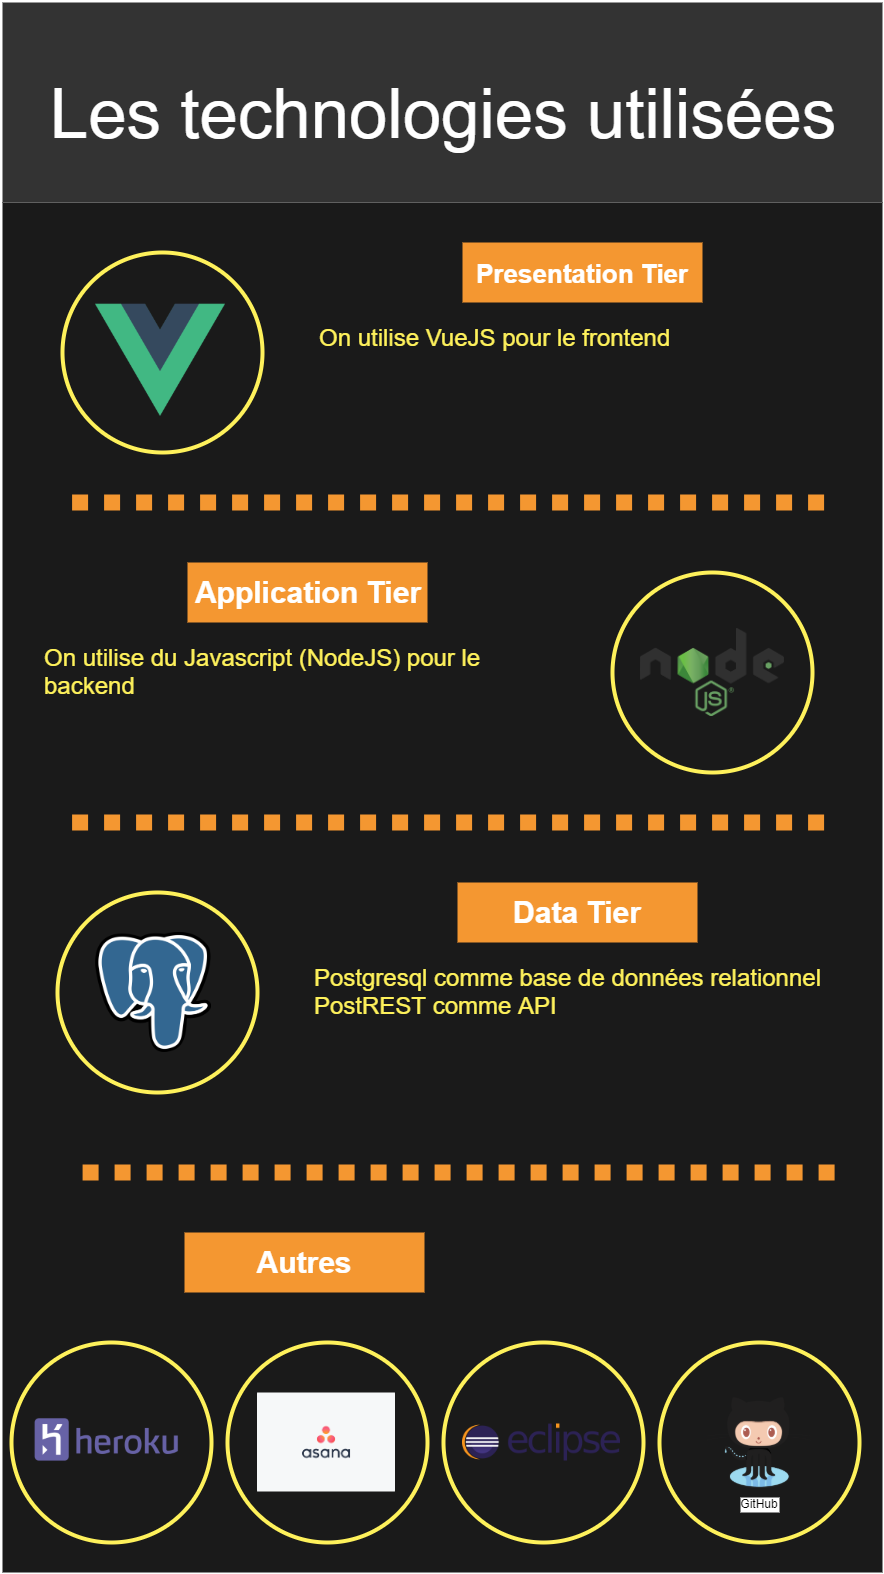 Les technologies utilisées
Presentation Tier
On utilise VueJS pour le frontend
Application Tier
On utilise du Javascript (NodeJS) pour le
backend
node
JS
Data Tier
Postgresql comme base de données relationnel
PostREST comme API
Autres
heroku
asana
eclipse
GitHub